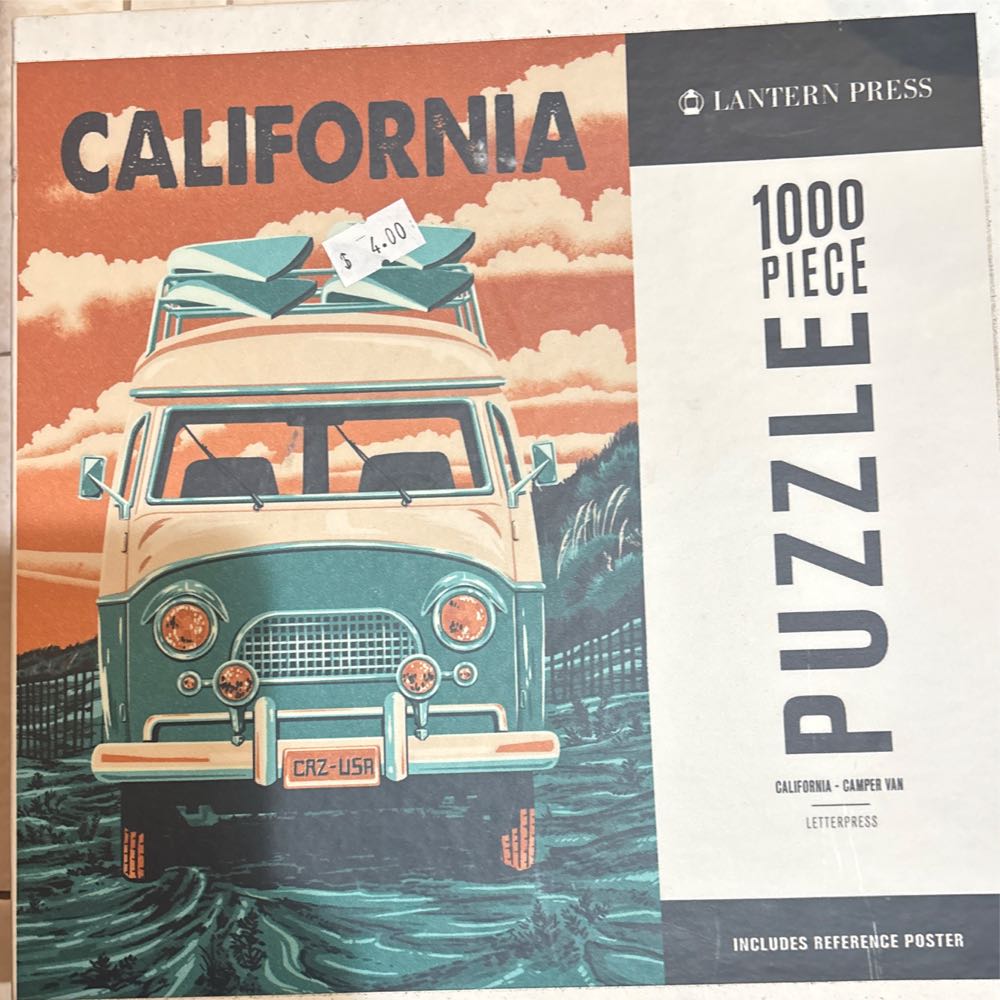 CALIFORNIA
$ 4.00
CRZ-USA
LANTERN PRESS
1000
PIECE
PUZZLE
CALIFORNIA - CAMPER VAN
LETTERPRESS
INCLUDES REFERENCE POSTER